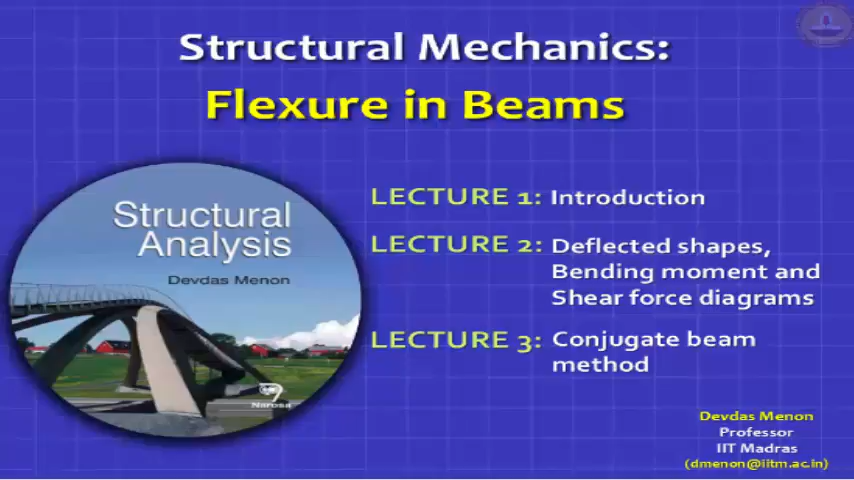 Structural Mechanics:
Flexure in Beams
Structural
Analysis
Devdas Menon
Narosa
LECTURE 1: Introduction
LECTURE 2: Deflected shapes,
Bending moment and
Shear force diagrams
LECTURE 3: Conjugate beam
method
Devdas Menon
Professor
IIT Madras
(dmenon@iitm.ac.in)